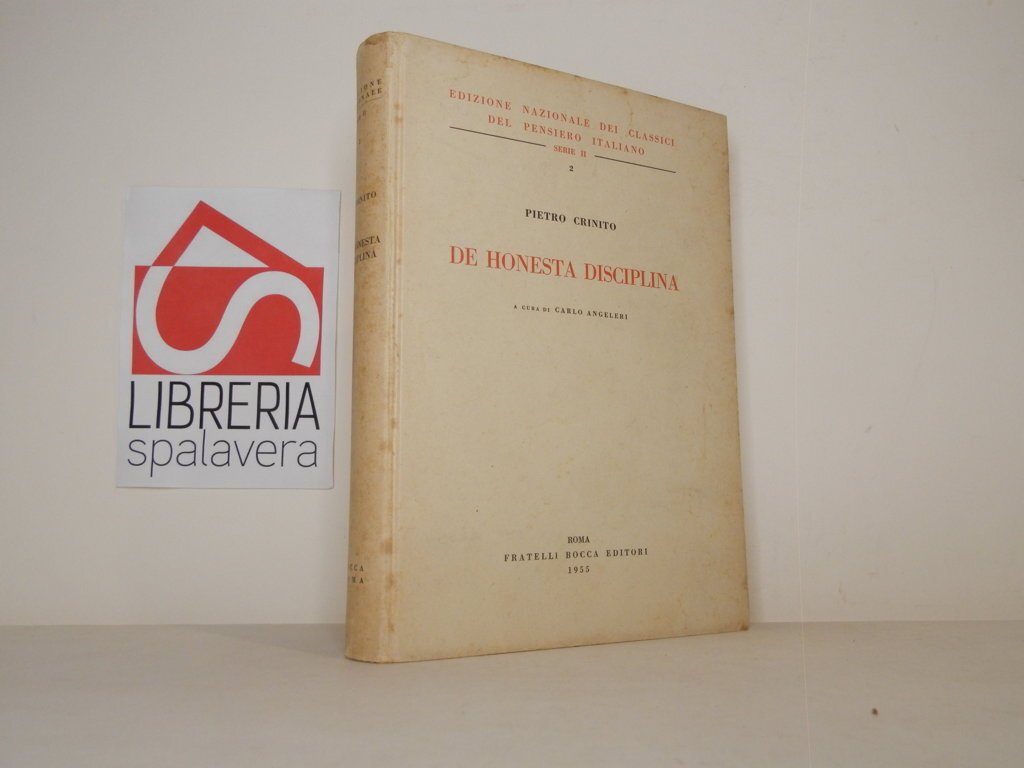 EDIZIONE NAZIONALE DEI CLASSICI
DEL PENSIERO ITALIANO
SERIE II
2
PIETRO CRINITO
DE HONESTA DISCIPLINA
A CURA DI CARLO ANGELERI
ROMA
FRATELLI BOCCA EDITORI
1955
LIBRERIA
spalavera